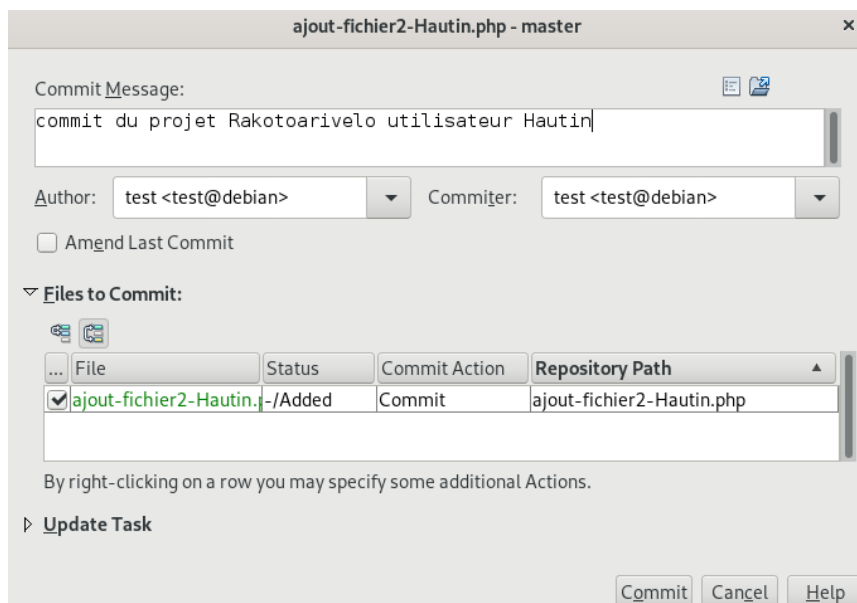 ajout-fichier2-Hautin.php - master
Commit Message:
commit du projet Rakotoarivelo utilisateur Hautin
Author: test <test@debian> Commiter: test <test@debian>
Amend Last Commit
Files to Commit:
... File Status Commit Action Repository Path
ajout-fichier2-Hautin. -/Added Commit ajout-fichier2-Hautin.php
By right-clicking on a row you may specify some additional Actions.
Update Task
Commit Cancel Help